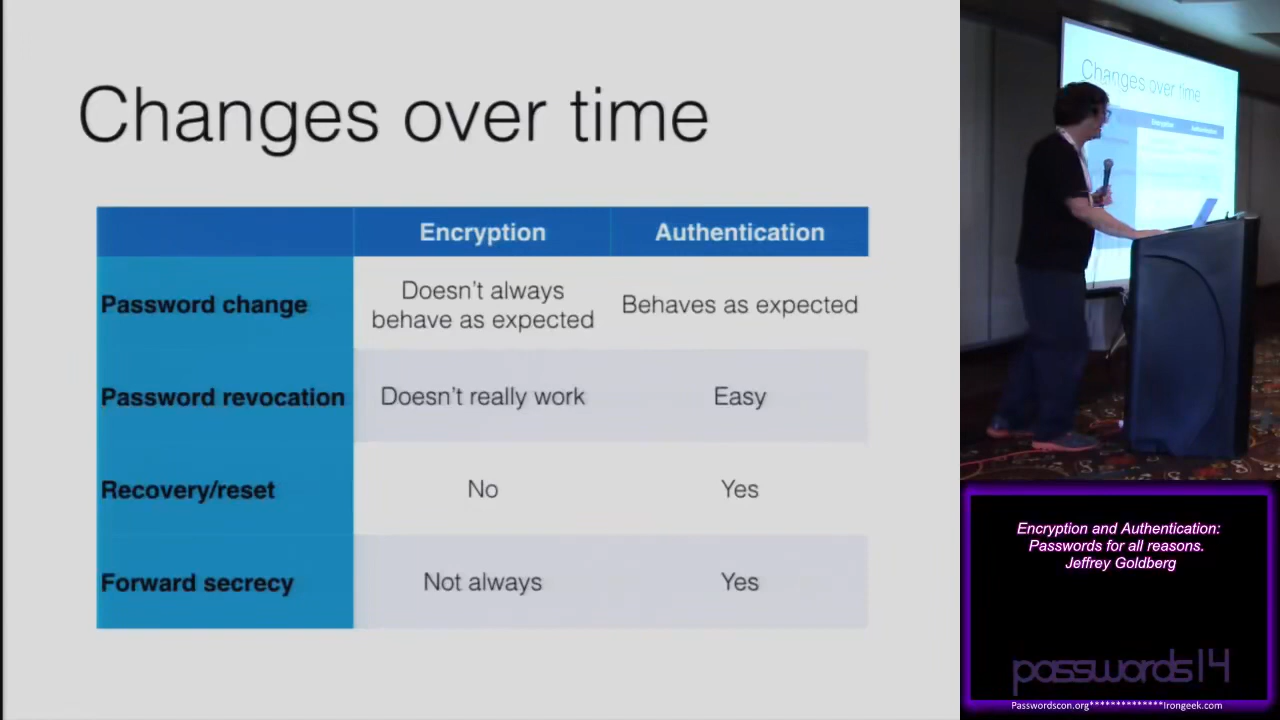 Changes over time
Encryption Authentication
Password change Doesn't always behave as expected Behaves as expected
Password revocation Doesn't really work Easy
Recovery/reset No Yes
Forward secrecy Not always Yes
Changes over time
Encryption Authentication
Encryption and Authentication:
Passwords for all reasons.
Jeffrey Goldberg
passwords14
Passwordscon.org**************Irongeek.com